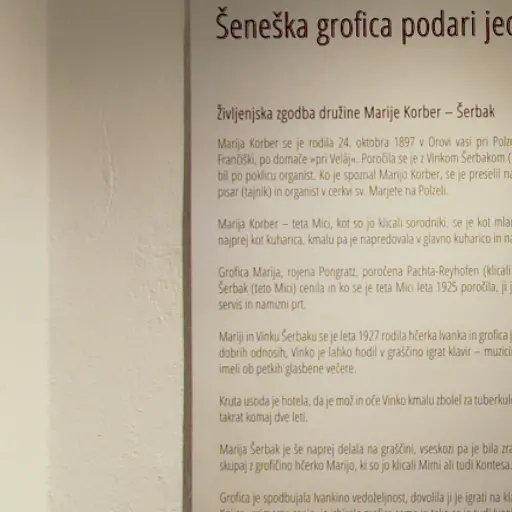 Šeneška grofica podari jed
Življenjska zgodba družine Marije Korber – Šerbak
Marija Korber se je rodila 24. oktobra 1897 v Orovi vasi pri Polze
Frančiški, po domače »pri Velàj«. Poročila se je z Vinkom Šerbakom (
bil po poklicu organist. Ko je spoznal Marijo Korber, se je preselil na
pisar (tajnik) in organist v cerkvi sv. Marjete na Polzeli.
Marija Korber – teta Mici, kot so jo klicali sorodniki, se je kot mla
najprej kot kuharica, kmalu pa je napredovala v glavno kuharico in na
Grofica Marija, rojena Pongratz, poročena Pachta-Reyhofen (klicali
Šerbak (teto Mici) cenila in ko se je teta Mici leta 1925 poročila, ji j
servis in namizni prt.
Mariji in Vinku Šerbaku se je leta 1927 rodila hčerka Ivanka in grofica j
dobrih odnosih, Vinko je lahko hodil v graščino igrat klavir – muzici
imeli ob petkih glasbene večere.
Kruta usoda je hotela, da je mož in oče Vinko kmalu zbolel za tuberkulo
takrat komaj dve leti.
Marija Šerbak je še naprej delala na graščini, vseskozi pa je bila zra
skupaj z grofično hčerko Marijo, ki so jo klicali Mimi ali tudi Kontesa.
Grofica je spodbujala Ivankino vedoželjnost, dovolila ji je igrati na kla